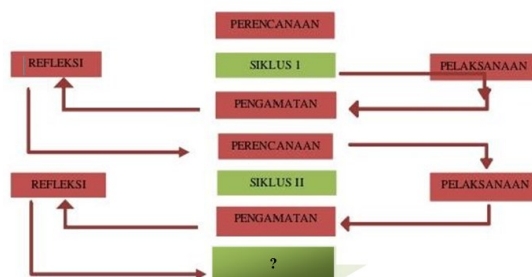 PERENCANAAN
REFLEKSI
SIKLUS I
PELAKSANAAN
PENGAMATAN
PERENCANAAN
REFLEKSI
SIKLUS II
PELAKSANAAN
PENGAMATAN
?